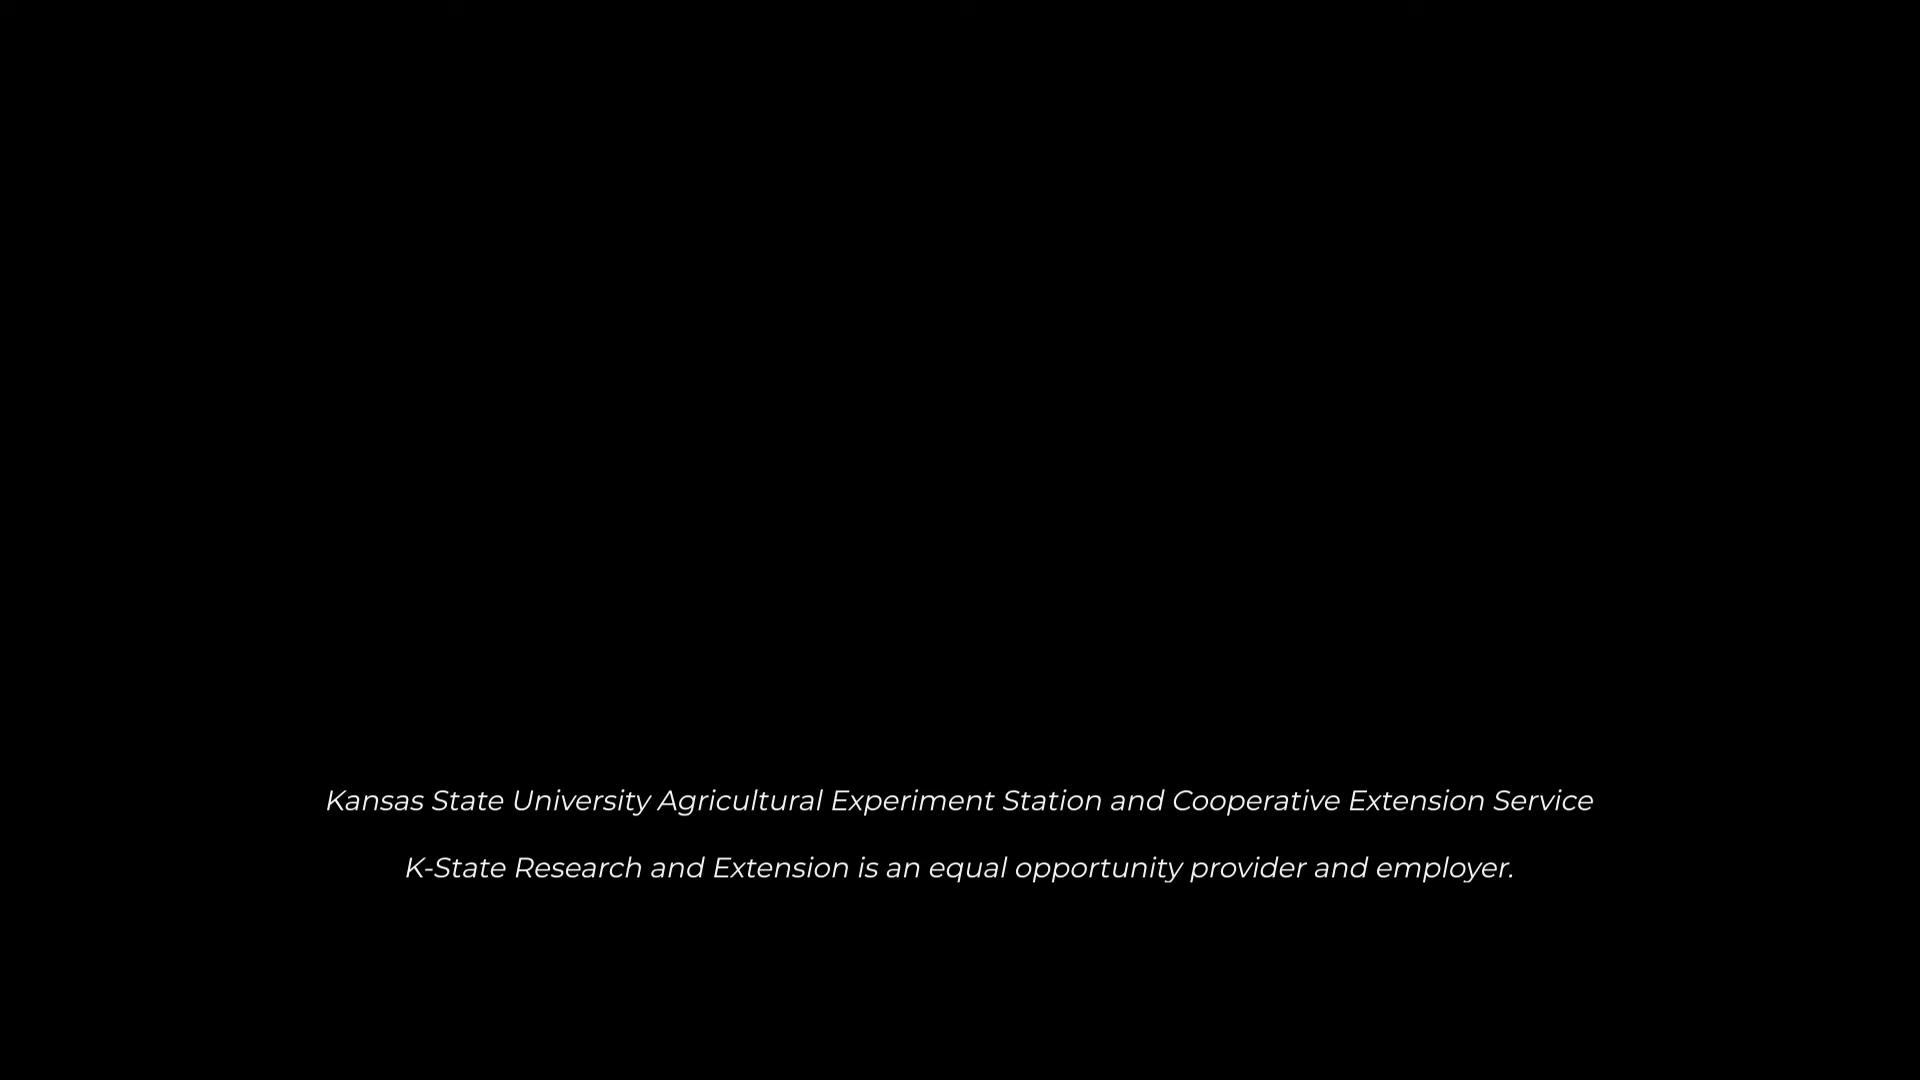 Kansas State University Agricultural Experiment Station and Cooperative Extension Service
K-State Research and Extension is an equal opportunity provider and employer.